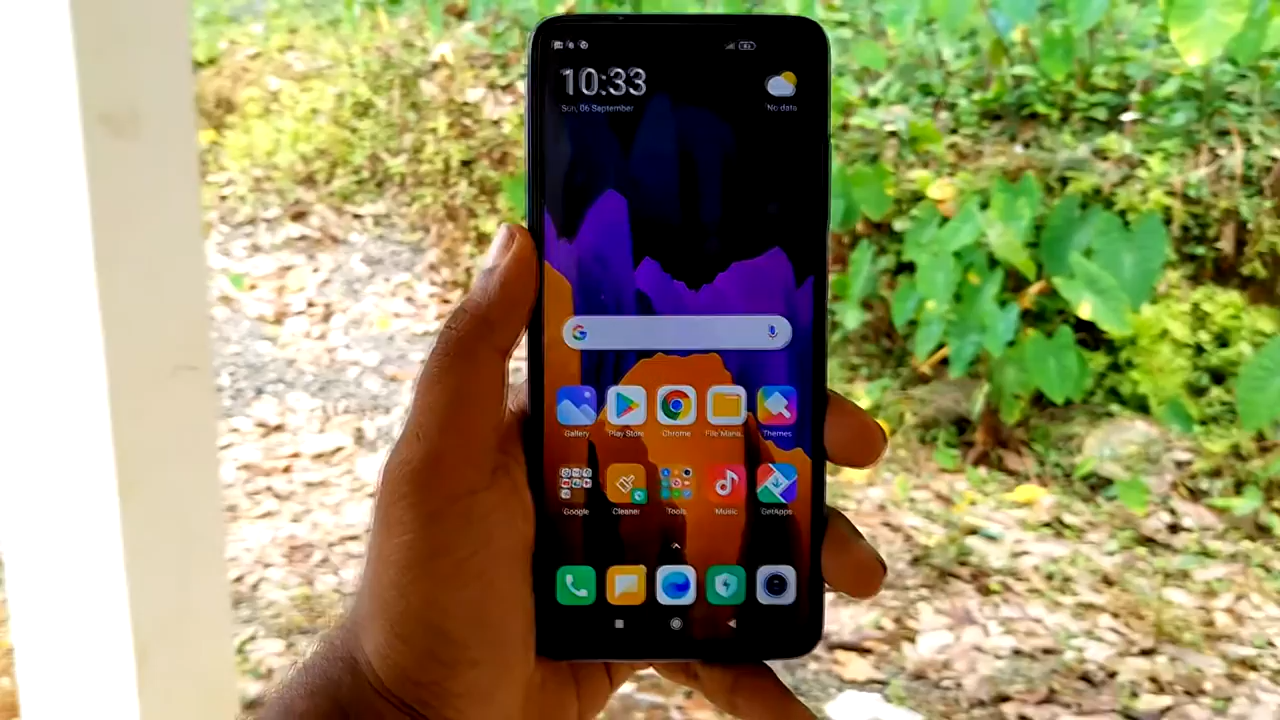 10:33
Sun, 06 September
No data
Gallery
Play Store
Chrome
File Mana..
Themes
Google
Cleaner
Tools
Music
GetApps